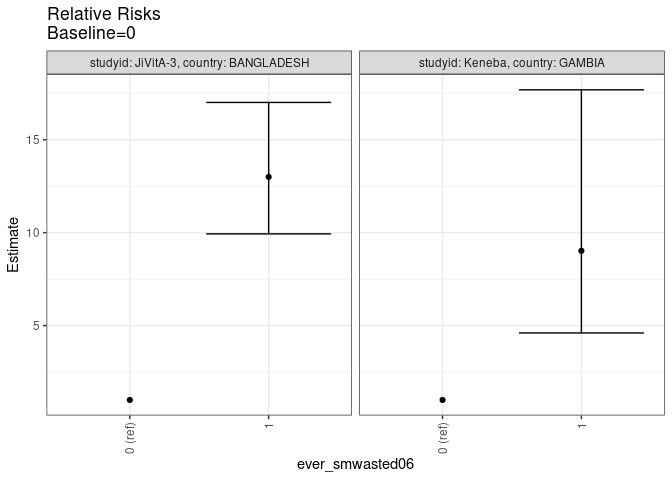 Relative Risks
Baseline=0
studyid: JiVitA-3, country: BANGLADESH
studyid: Keneba, country: GAMBIA
15
10
5
Estimate
0 (ref)
1
0 (ref)
1
ever_smwasted06